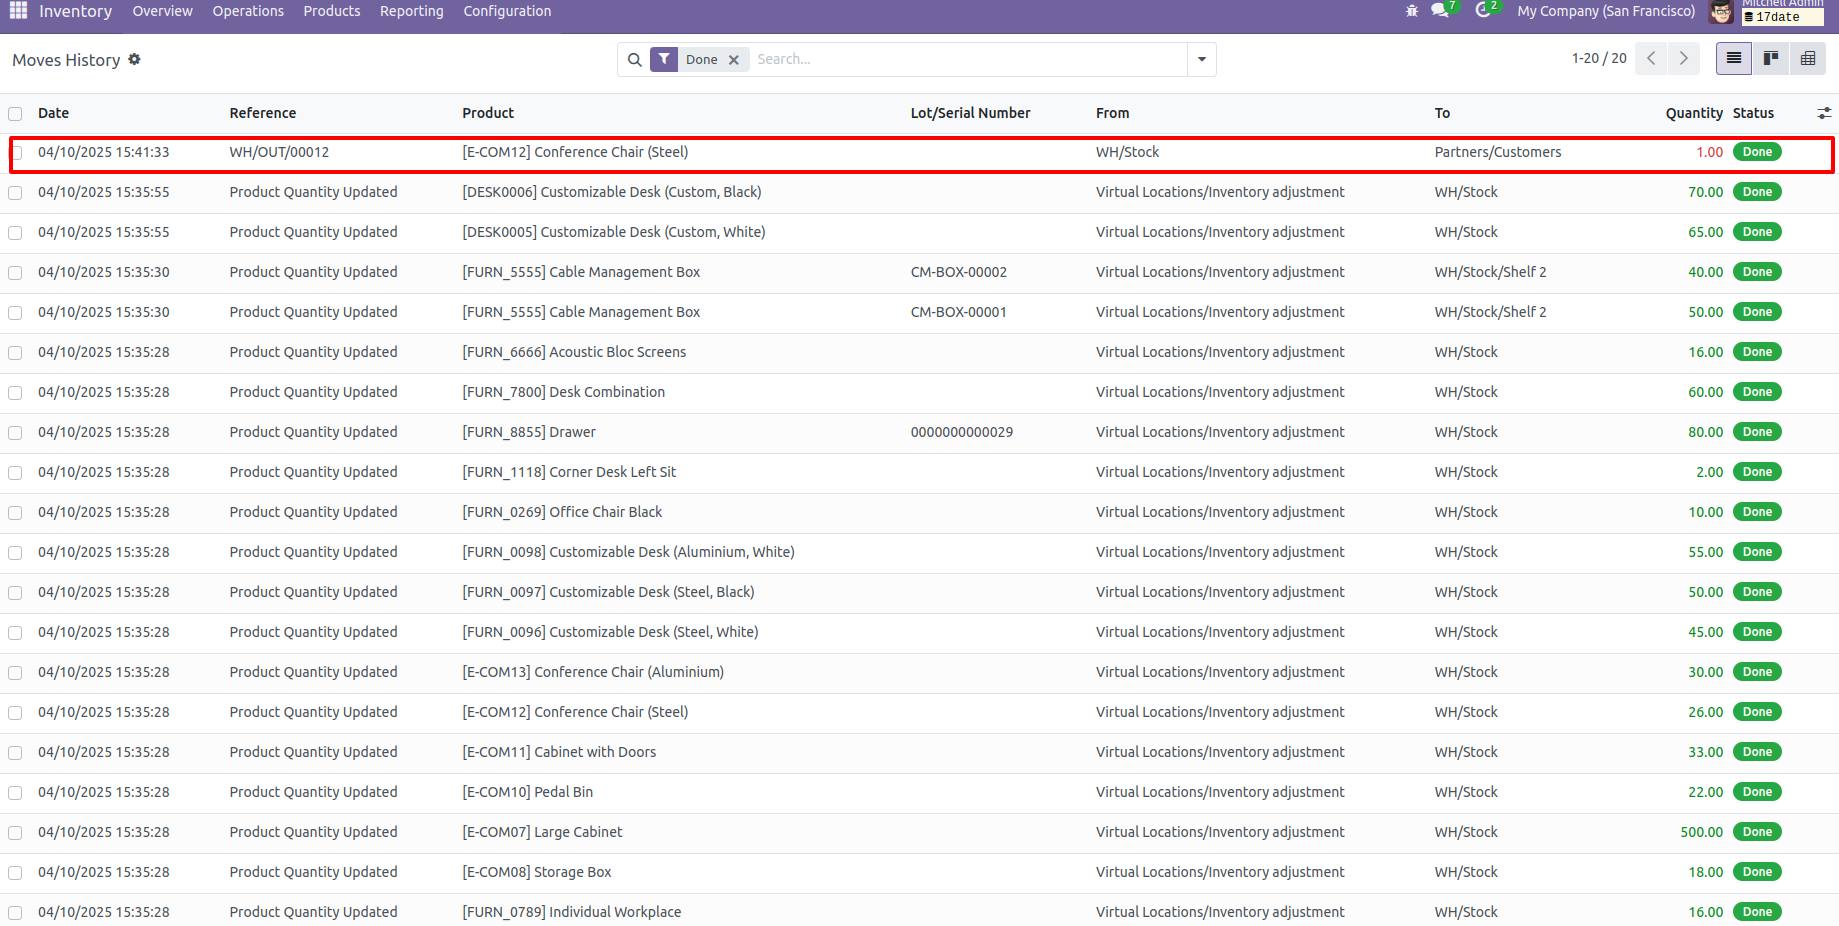 Inventory Overview Operations Products Reporting Configuration 7 2 My Company (San Francisco) Mitchell Admin
17date
Moves History Done Search... 1-20 / 20
Date Reference Product Lot/Serial Number From To Quantity Status
04/10/2025 15:41:33 WH/OUT/00012 [E-COM12] Conference Chair (Steel) WH/Stock Partners/Customers 1.00 Done
04/10/2025 15:35:55 Product Quantity Updated [DESK0006] Customizable Desk (Custom, Black) Virtual Locations/Inventory adjustment WH/Stock 70.00 Done
04/10/2025 15:35:55 Product Quantity Updated [DESK0005] Customizable Desk (Custom, White) Virtual Locations/Inventory adjustment WH/Stock 65.00 Done
04/10/2025 15:35:30 Product Quantity Updated [FURN_5555] Cable Management Box CM-BOX-00002 Virtual Locations/Inventory adjustment WH/Stock/Shelf 2 40.00 Done
04/10/2025 15:35:30 Product Quantity Updated [FURN_5555] Cable Management Box CM-BOX-00001 Virtual Locations/Inventory adjustment WH/Stock/Shelf 2 50.00 Done
04/10/2025 15:35:28 Product Quantity Updated [FURN_6666] Acoustic Bloc Screens Virtual Locations/Inventory adjustment WH/Stock 16.00 Done
04/10/2025 15:35:28 Product Quantity Updated [FURN_7800] Desk Combination Virtual Locations/Inventory adjustment WH/Stock 60.00 Done
04/10/2025 15:35:28 Product Quantity Updated [FURN_8855] Drawer 0000000000029 Virtual Locations/Inventory adjustment WH/Stock 80.00 Done
04/10/2025 15:35:28 Product Quantity Updated [FURN_1118] Corner Desk Left Sit Virtual Locations/Inventory adjustment WH/Stock 2.00 Done
04/10/2025 15:35:28 Product Quantity Updated [FURN_0269] Office Chair Black Virtual Locations/Inventory adjustment WH/Stock 10.00 Done
04/10/2025 15:35:28 Product Quantity Updated [FURN_0098] Customizable Desk (Aluminium, White) Virtual Locations/Inventory adjustment WH/Stock 55.00 Done
04/10/2025 15:35:28 Product Quantity Updated [FURN_0097] Customizable Desk (Steel, Black) Virtual Locations/Inventory adjustment WH/Stock 50.00 Done
04/10/2025 15:35:28 Product Quantity Updated [FURN_0096] Customizable Desk (Steel, White) Virtual Locations/Inventory adjustment WH/Stock 45.00 Done
04/10/2025 15:35:28 Product Quantity Updated [E-COM13] Conference Chair (Aluminium) Virtual Locations/Inventory adjustment WH/Stock 30.00 Done
04/10/2025 15:35:28 Product Quantity Updated [E-COM12] Conference Chair (Steel) Virtual Locations/Inventory adjustment WH/Stock 26.00 Done
04/10/2025 15:35:28 Product Quantity Updated [E-COM11] Cabinet with Doors Virtual Locations/Inventory adjustment WH/Stock 33.00 Done
04/10/2025 15:35:28 Product Quantity Updated [E-COM10] Pedal Bin Virtual Locations/Inventory adjustment WH/Stock 22.00 Done
04/10/2025 15:35:28 Product Quantity Updated [E-COM07] Large Cabinet Virtual Locations/Inventory adjustment WH/Stock 500.00 Done
04/10/2025 15:35:28 Product Quantity Updated [E-COM08] Storage Box Virtual Locations/Inventory adjustment WH/Stock 18.00 Done
04/10/2025 15:35:28 Product Quantity Updated [FURN_0789] Individual Workplace Virtual Locations/Inventory adjustment WH/Stock 16.00 Done